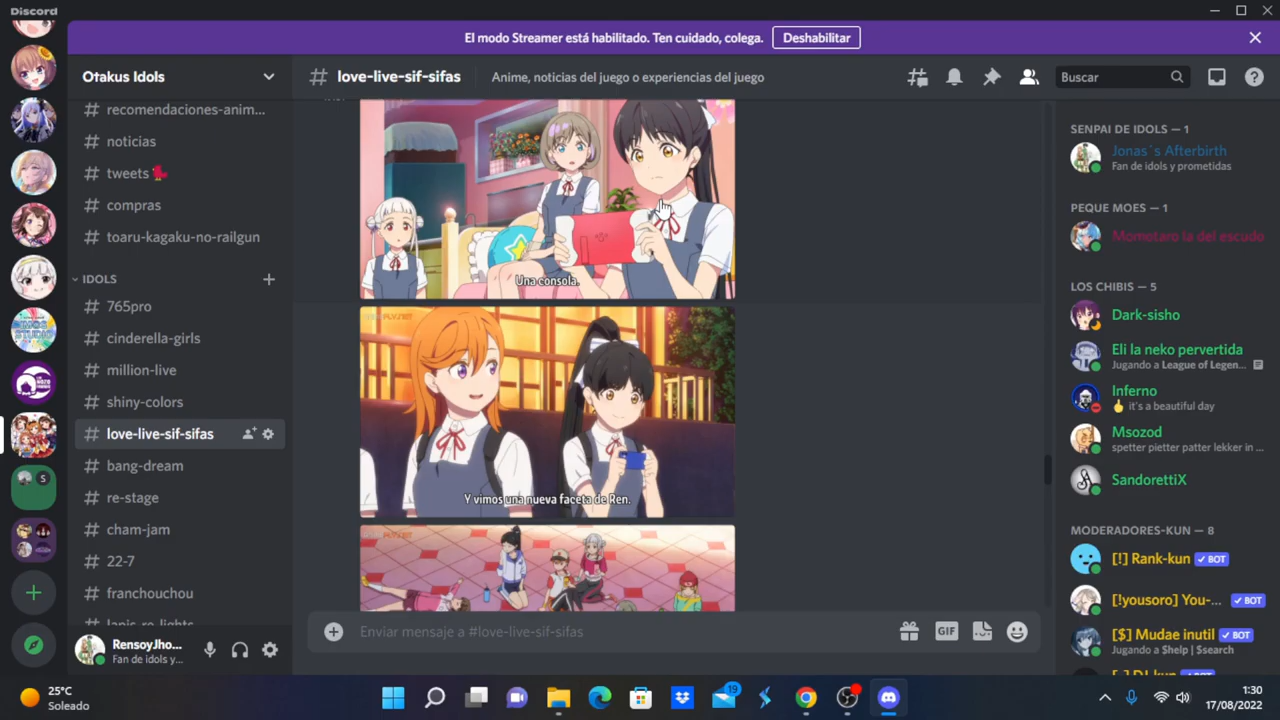 Discord
El modo Streamer está habilitado. Ten cuidado, colega.
Deshabilitar
Otakus Idols
love-live-sif-sifas
Anime, noticias del juego o experiencias del juego
Buscar
recomendaciones-anim...
noticias
tweets
compras
toaru-kagaku-no-railgun
IDOLS
765pro
cinderella-girls
million-live
shiny-colors
love-live-sif-sifas
bang-dream
re-stage
cham-jam
22-7
franchouchou
lapis-re-lights
RensoyJho...
Fan de idols y...
Una consola.
Y vimos una nueva faceta de Ren.
Enviar mensaje a #love-live-sif-sifas
GIF
SENPAI DE IDOLS — 1
Jonas´s Afterbirth
Fan de idols y prometidas
PEQUE MOES — 1
Momotaro la del escudo
LOS CHIBIS — 5
Dark-sisho
Eli la neko pervertida
Jugando a League of Legen...
Inferno
it's a beautiful day
Msozod
spetter pietter patter lekker in ...
SandorettiX
MODERADORES-KUN — 8
[!] Rank-kun BOT
[!yousoro] You-... BOT
[$] Mudae inutil BOT
Jugando a $help | $search
25°C
Soleado
19
1:30
17/08/2022